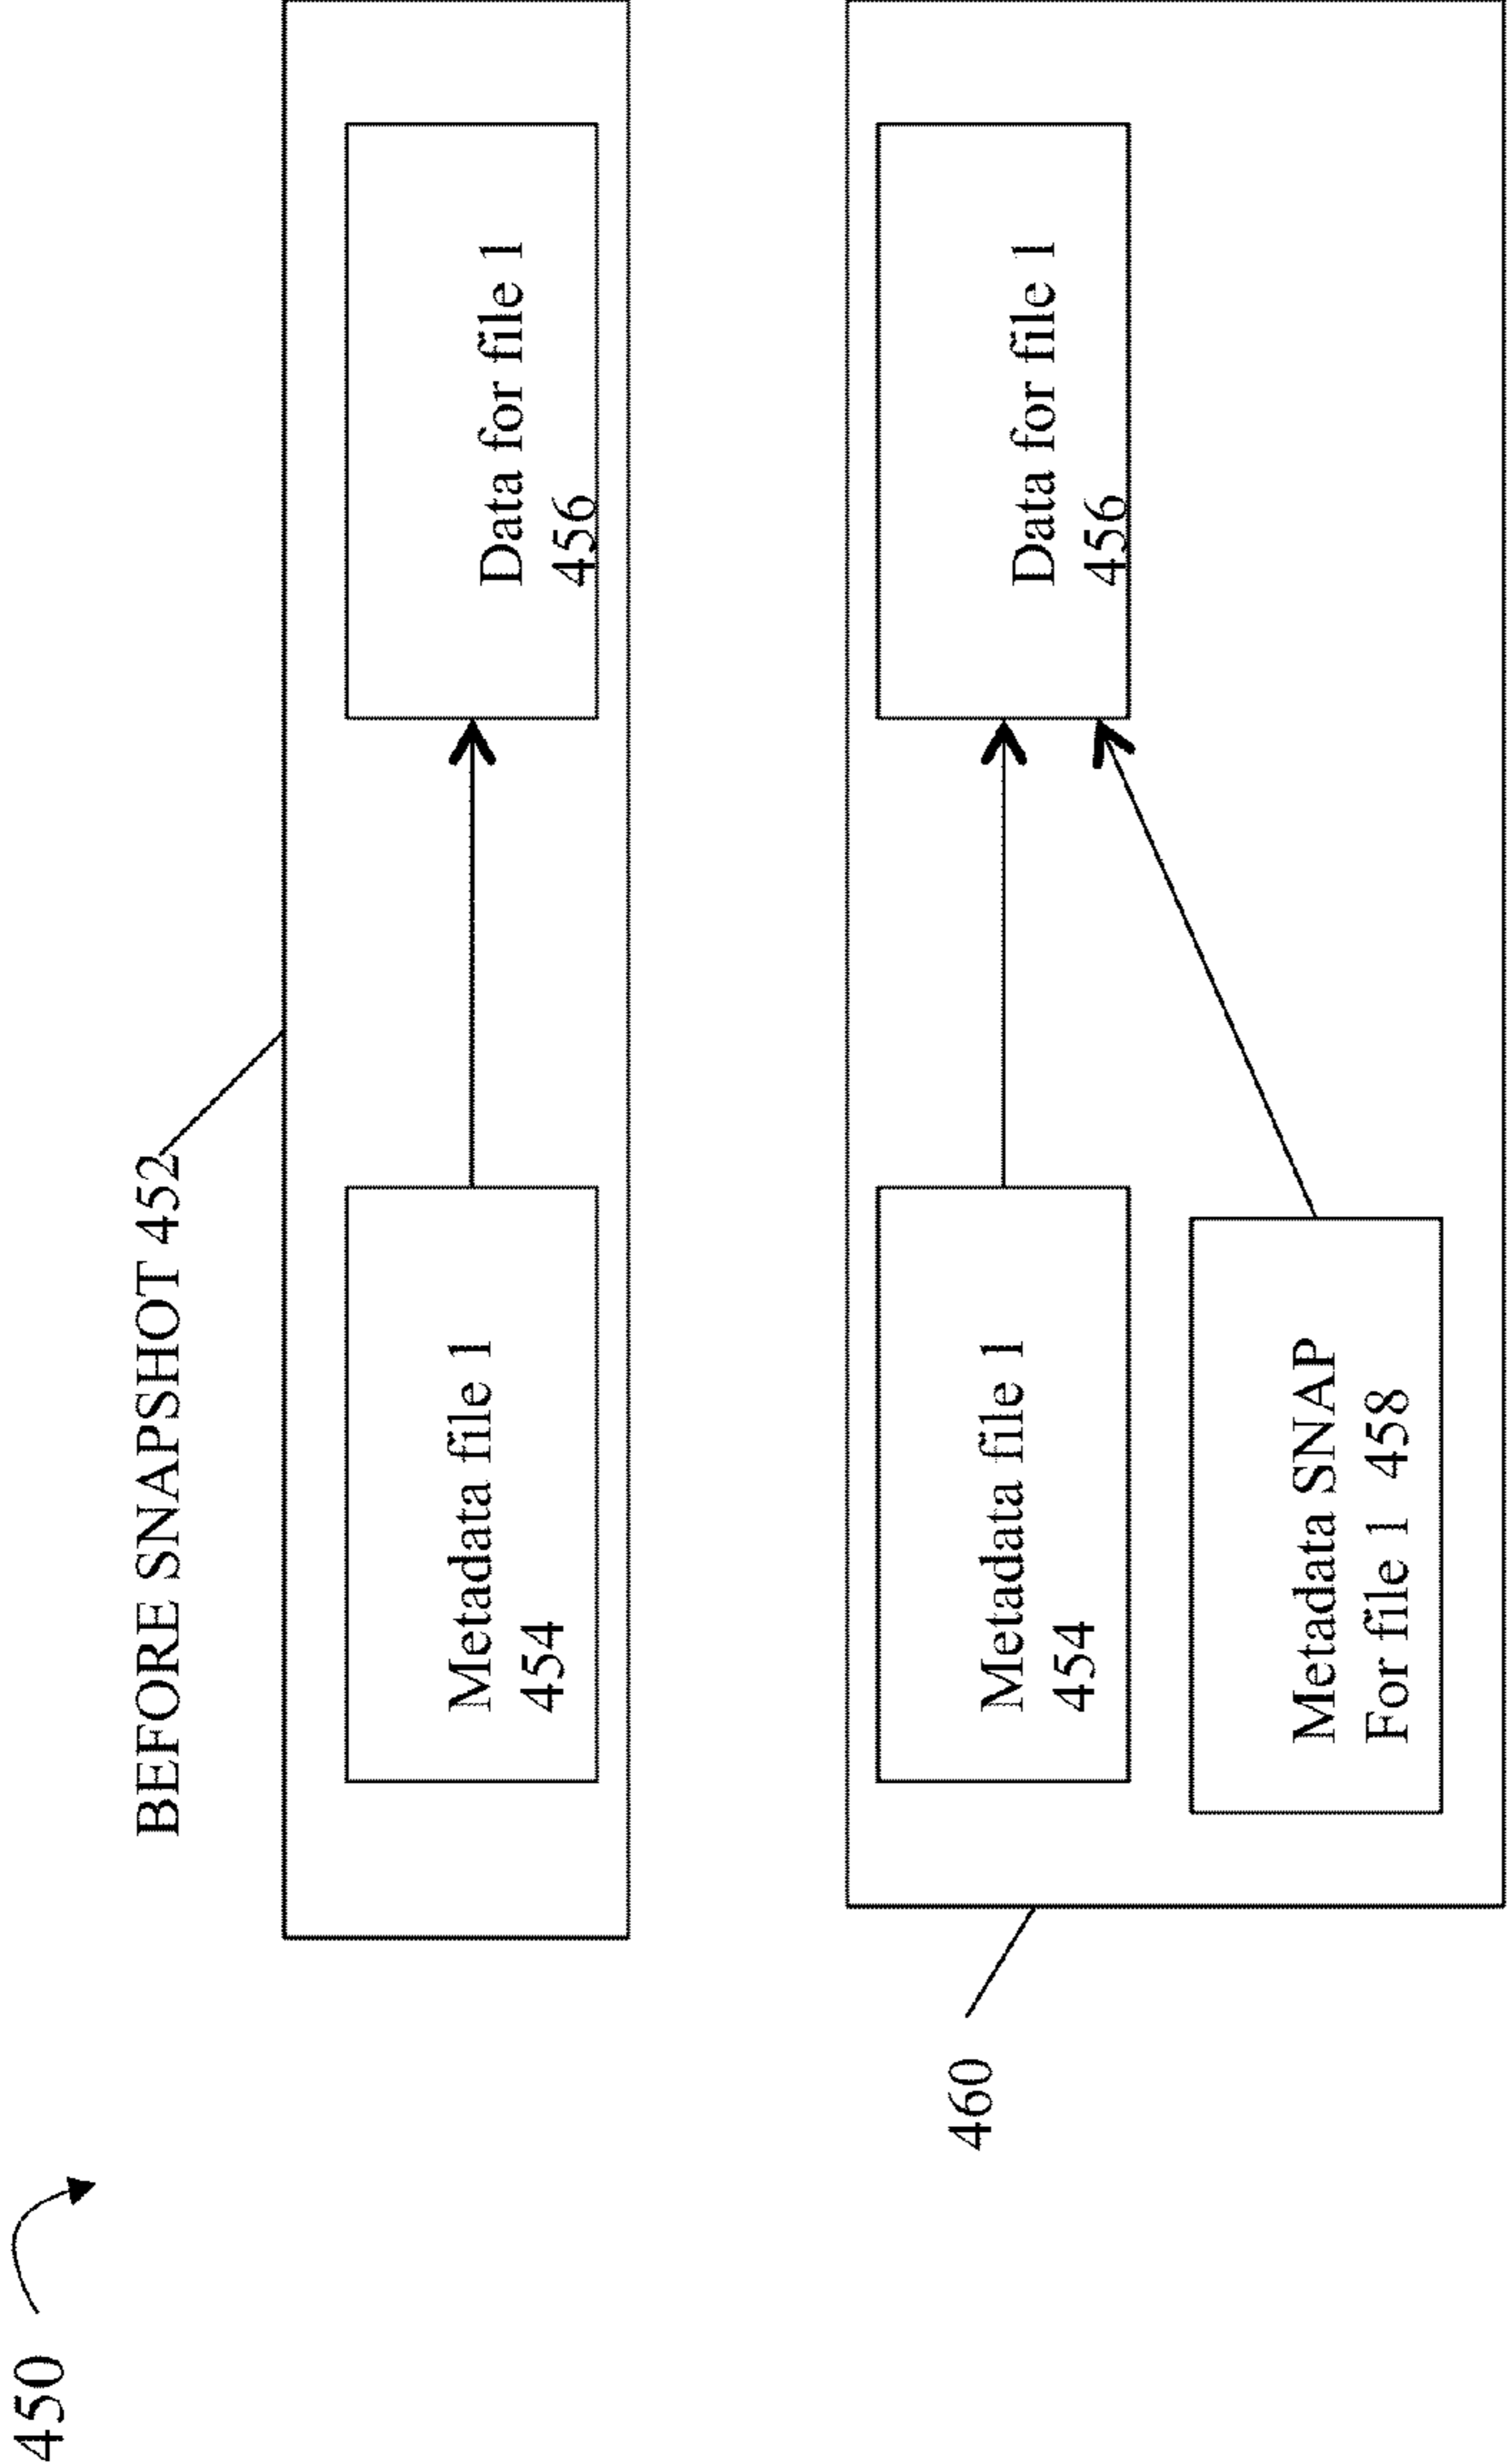 450
BEFORE SNAPSHOT 452
Metadata file 1
454
Data for file 1
456
460
Metadata file 1
454
Data for file 1
456
Metadata SNAP
For file 1 458